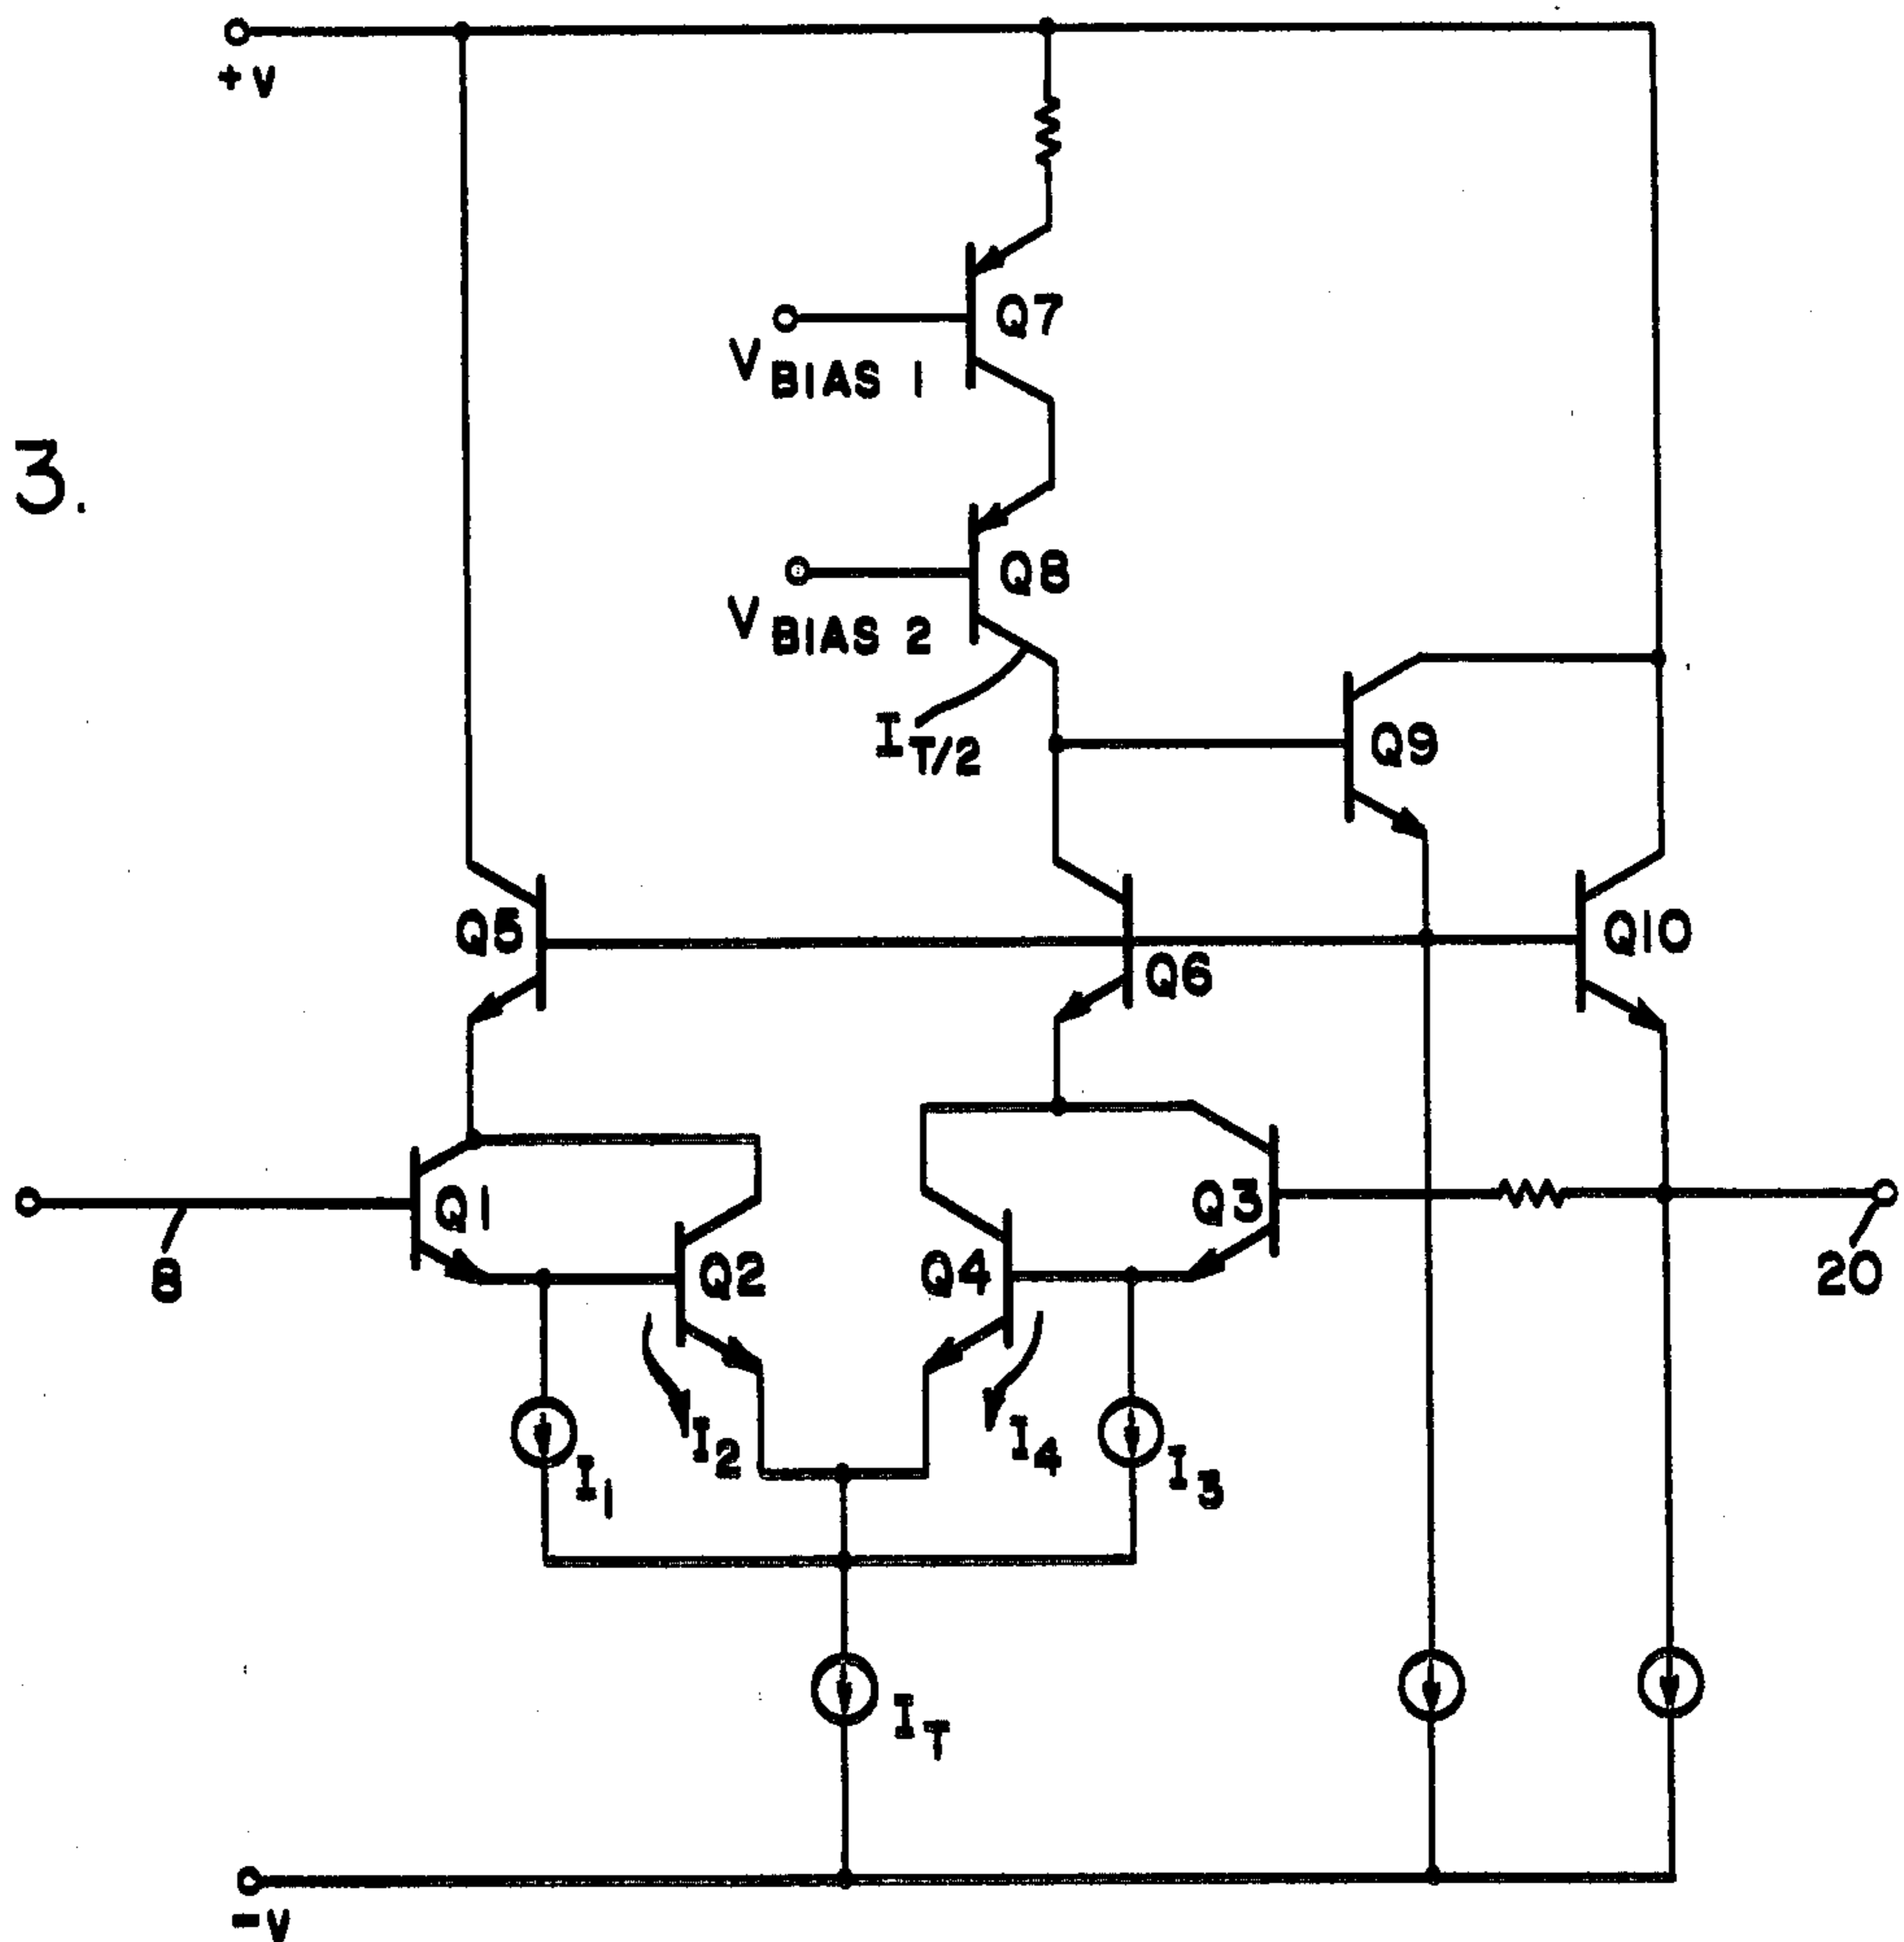 +V
Q7
VBIAS 1
3.
Q8
VBIAS 2
IT/2
Q9
Q5
Q6
Q10
Q1
Q2
Q4
Q3
8
20
I1
I2
I4
I3
IT
-V